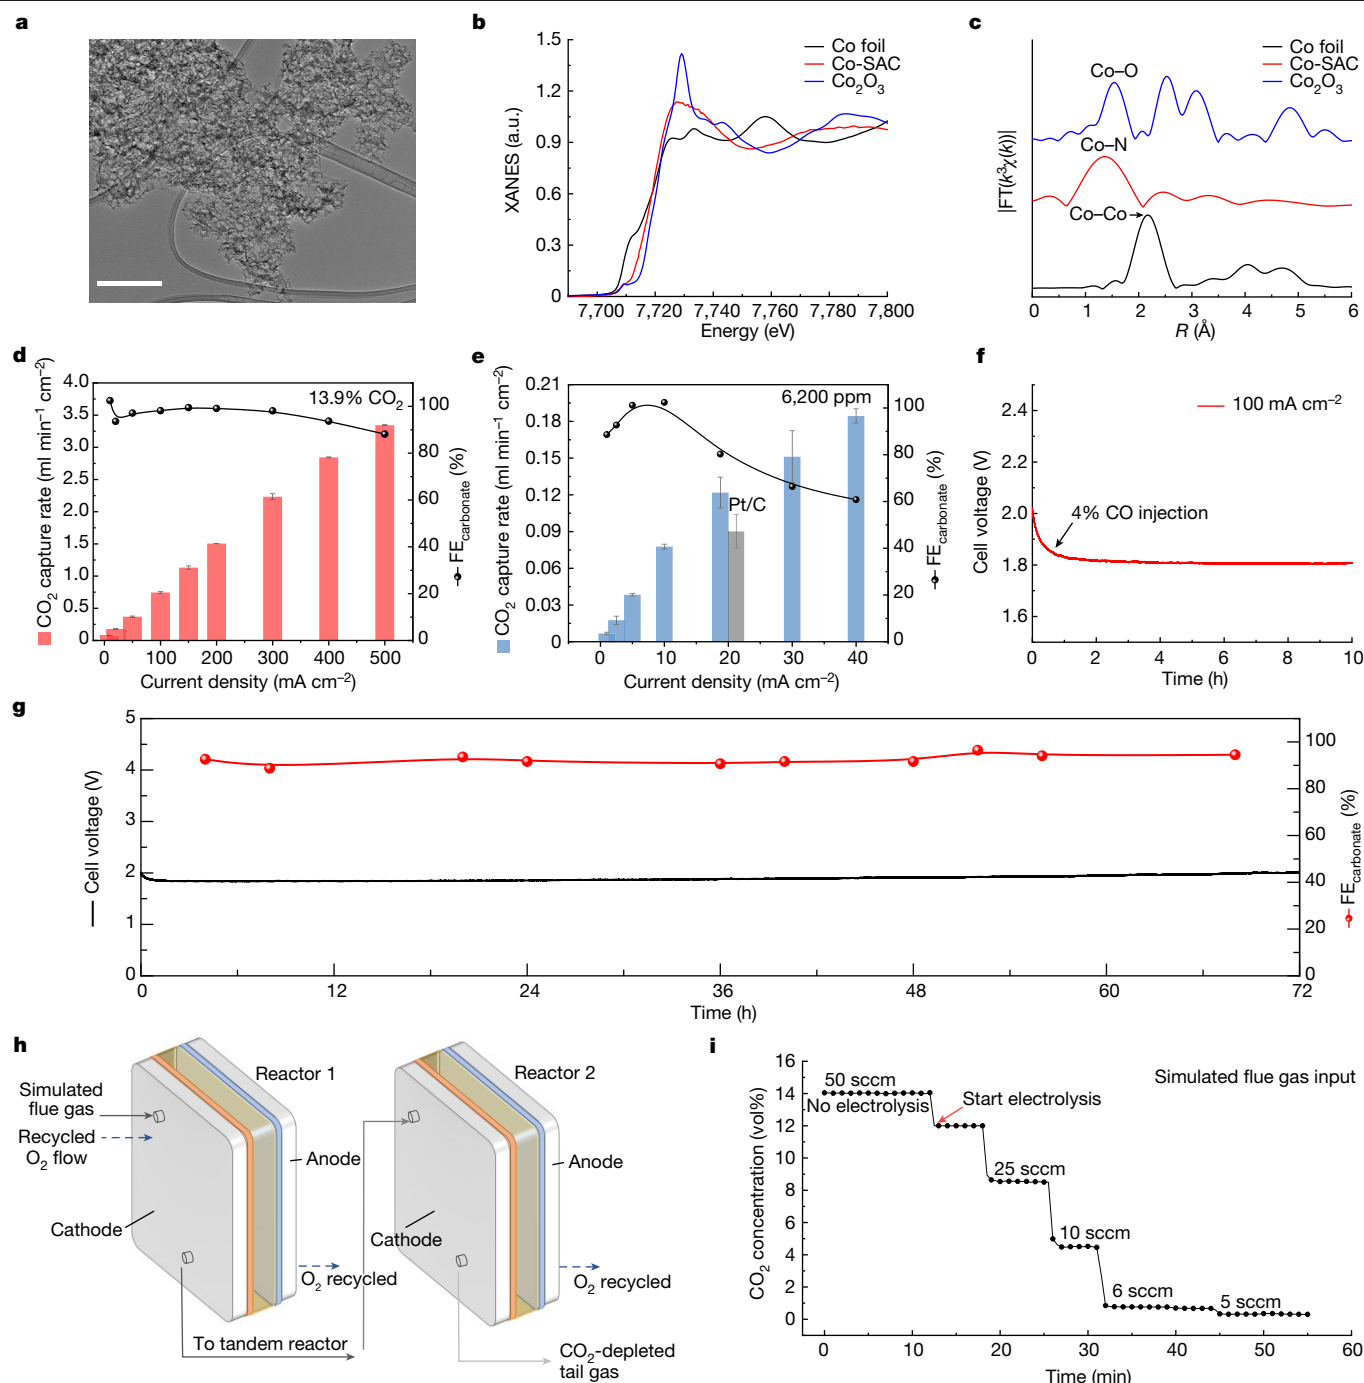 a
b
XANES (a.u.)
1.5
1.2
0.9
0.6
0.3
0
7,700
7,720
7,740
7,760
7,780
7,800
Energy (eV)
Co foil
Co-SAC
Co₂O₃
c
|FT(k³χ(k))|
Co foil
Co-SAC
Co₂O₃
Co–O
Co–N
Co–Co
0
1
2
3
4
5
6
R (Å)
d
CO₂ capture rate (ml min⁻¹ cm⁻²)
4.0
3.5
3.0
2.5
2.0
1.5
1.0
0.5
0
13.9% CO₂
100
80
60
40
20
0
FE_carbonate (%)
0
100
200
300
400
500
Current density (mA cm⁻²)
e
CO₂ capture rate (ml min⁻¹ cm⁻²)
0.21
0.18
0.15
0.12
0.09
0.06
0.03
0
6,200 ppm
Pt/C
100
80
60
40
20
0
FE_carbonate (%)
0
10
20
30
40
Current density (mA cm⁻²)
f
Cell voltage (V)
2.4
2.2
2.0
1.8
1.6
100 mA cm⁻²
4% CO injection
0
2
4
6
8
10
Time (h)
g
Cell voltage (V)
5
4
3
2
1
0
100
80
60
40
20
0
FE_carbonate (%)
0
12
24
36
48
60
72
Time (h)
h
Simulated
flue gas
Recycled
O₂ flow
Cathode
Reactor 1
Anode
O₂ recycled
To tandem reactor
Reactor 2
Anode
Cathode
O₂ recycled
CO₂-depleted
tail gas
i
CO₂ concentration (vol%)
16
14
12
10
8
6
4
2
0
Simulated flue gas input
50 sccm
No electrolysis
Start electrolysis
25 sccm
10 sccm
6 sccm
5 sccm
0
10
20
30
40
50
60
Time (min)